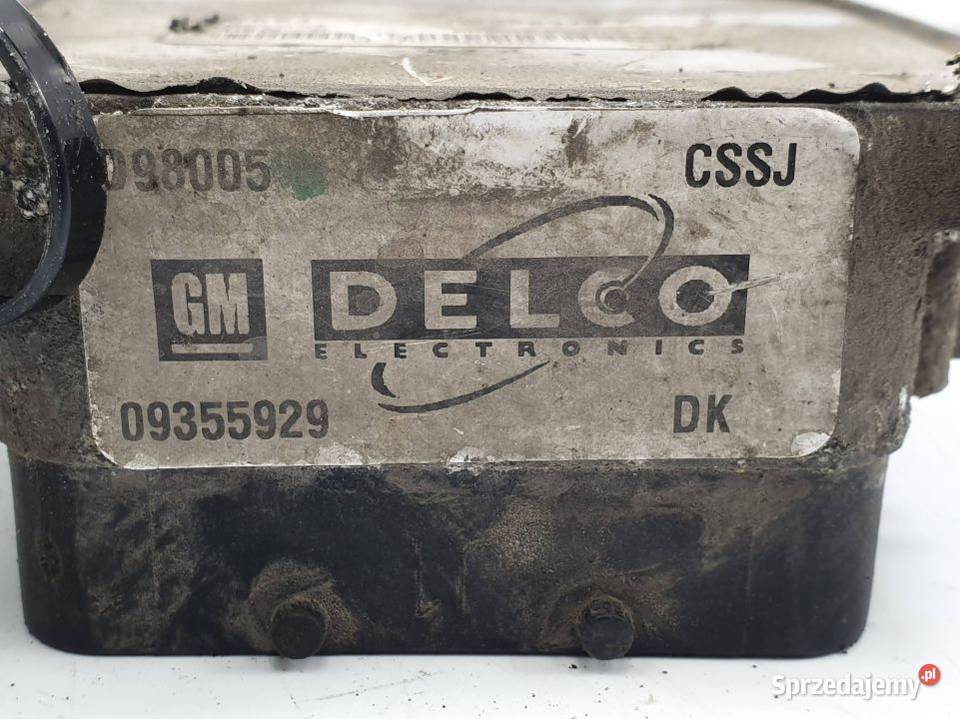 D98005 CSSJ
GM DELCO
ELECTRONICS
09355929 DK
Sprzedajemy.pl